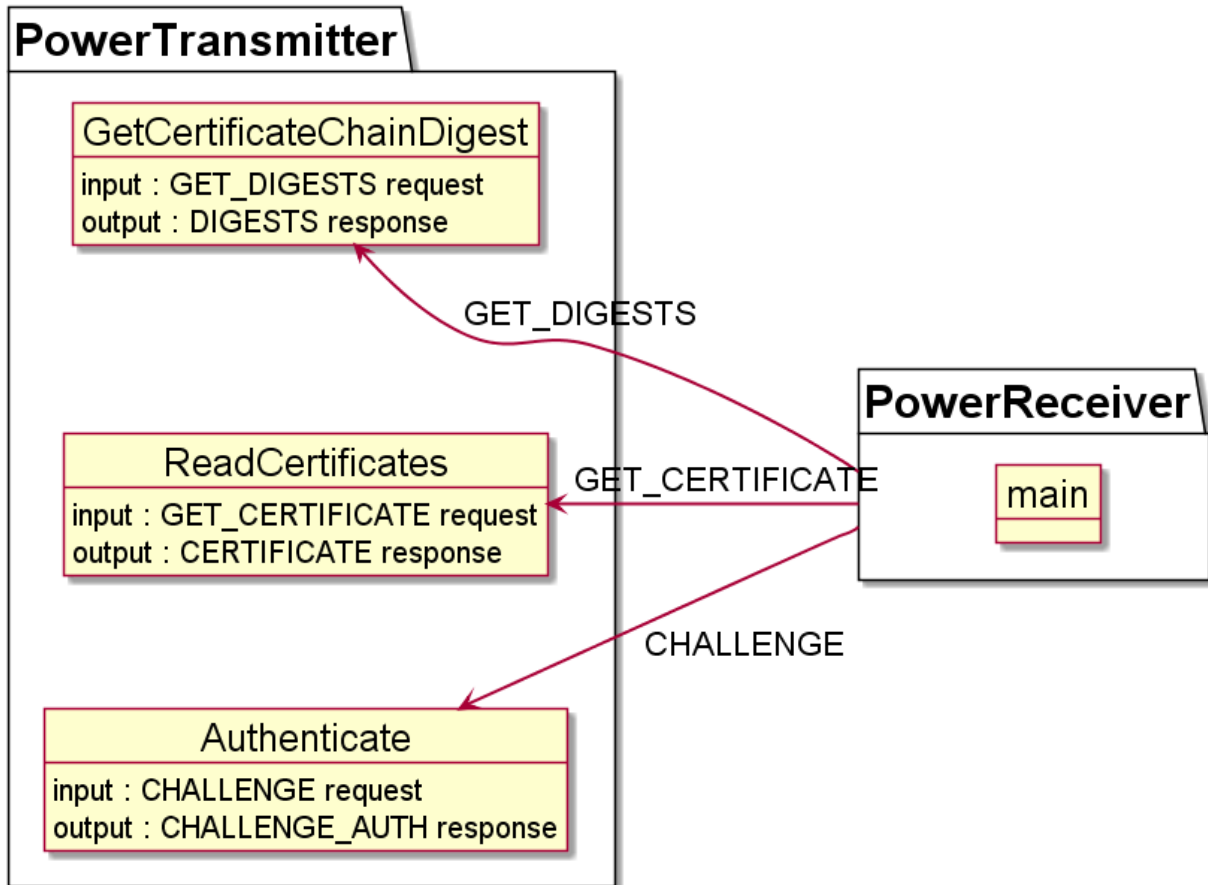 PowerTransmitter
GetCertificateChainDigest
input : GET_DIGESTS request
output : DIGESTS response
GET_DIGESTS
PowerReceiver
main
ReadCertificates
input : GET_CERTIFICATE request
output : CERTIFICATE response
GET_CERTIFICATE
CHALLENGE
Authenticate
input : CHALLENGE request
output : CHALLENGE_AUTH response